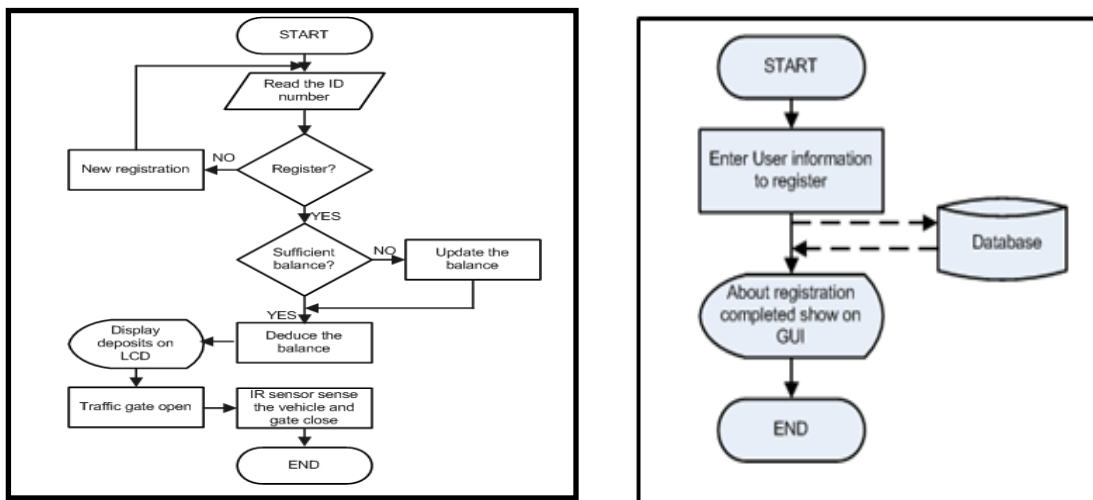 START
Read the ID
number
NO
New registration
Register?
YES
Sufficient
balance?
NO
Update the
balance
YES
Deduce the
balance
Display
deposits on
LCD
Traffic gate open
IR sensor sense
the vehicle and
gate close
END
START
Enter User information
to register
Database
About registration
completed show on
GUI
END